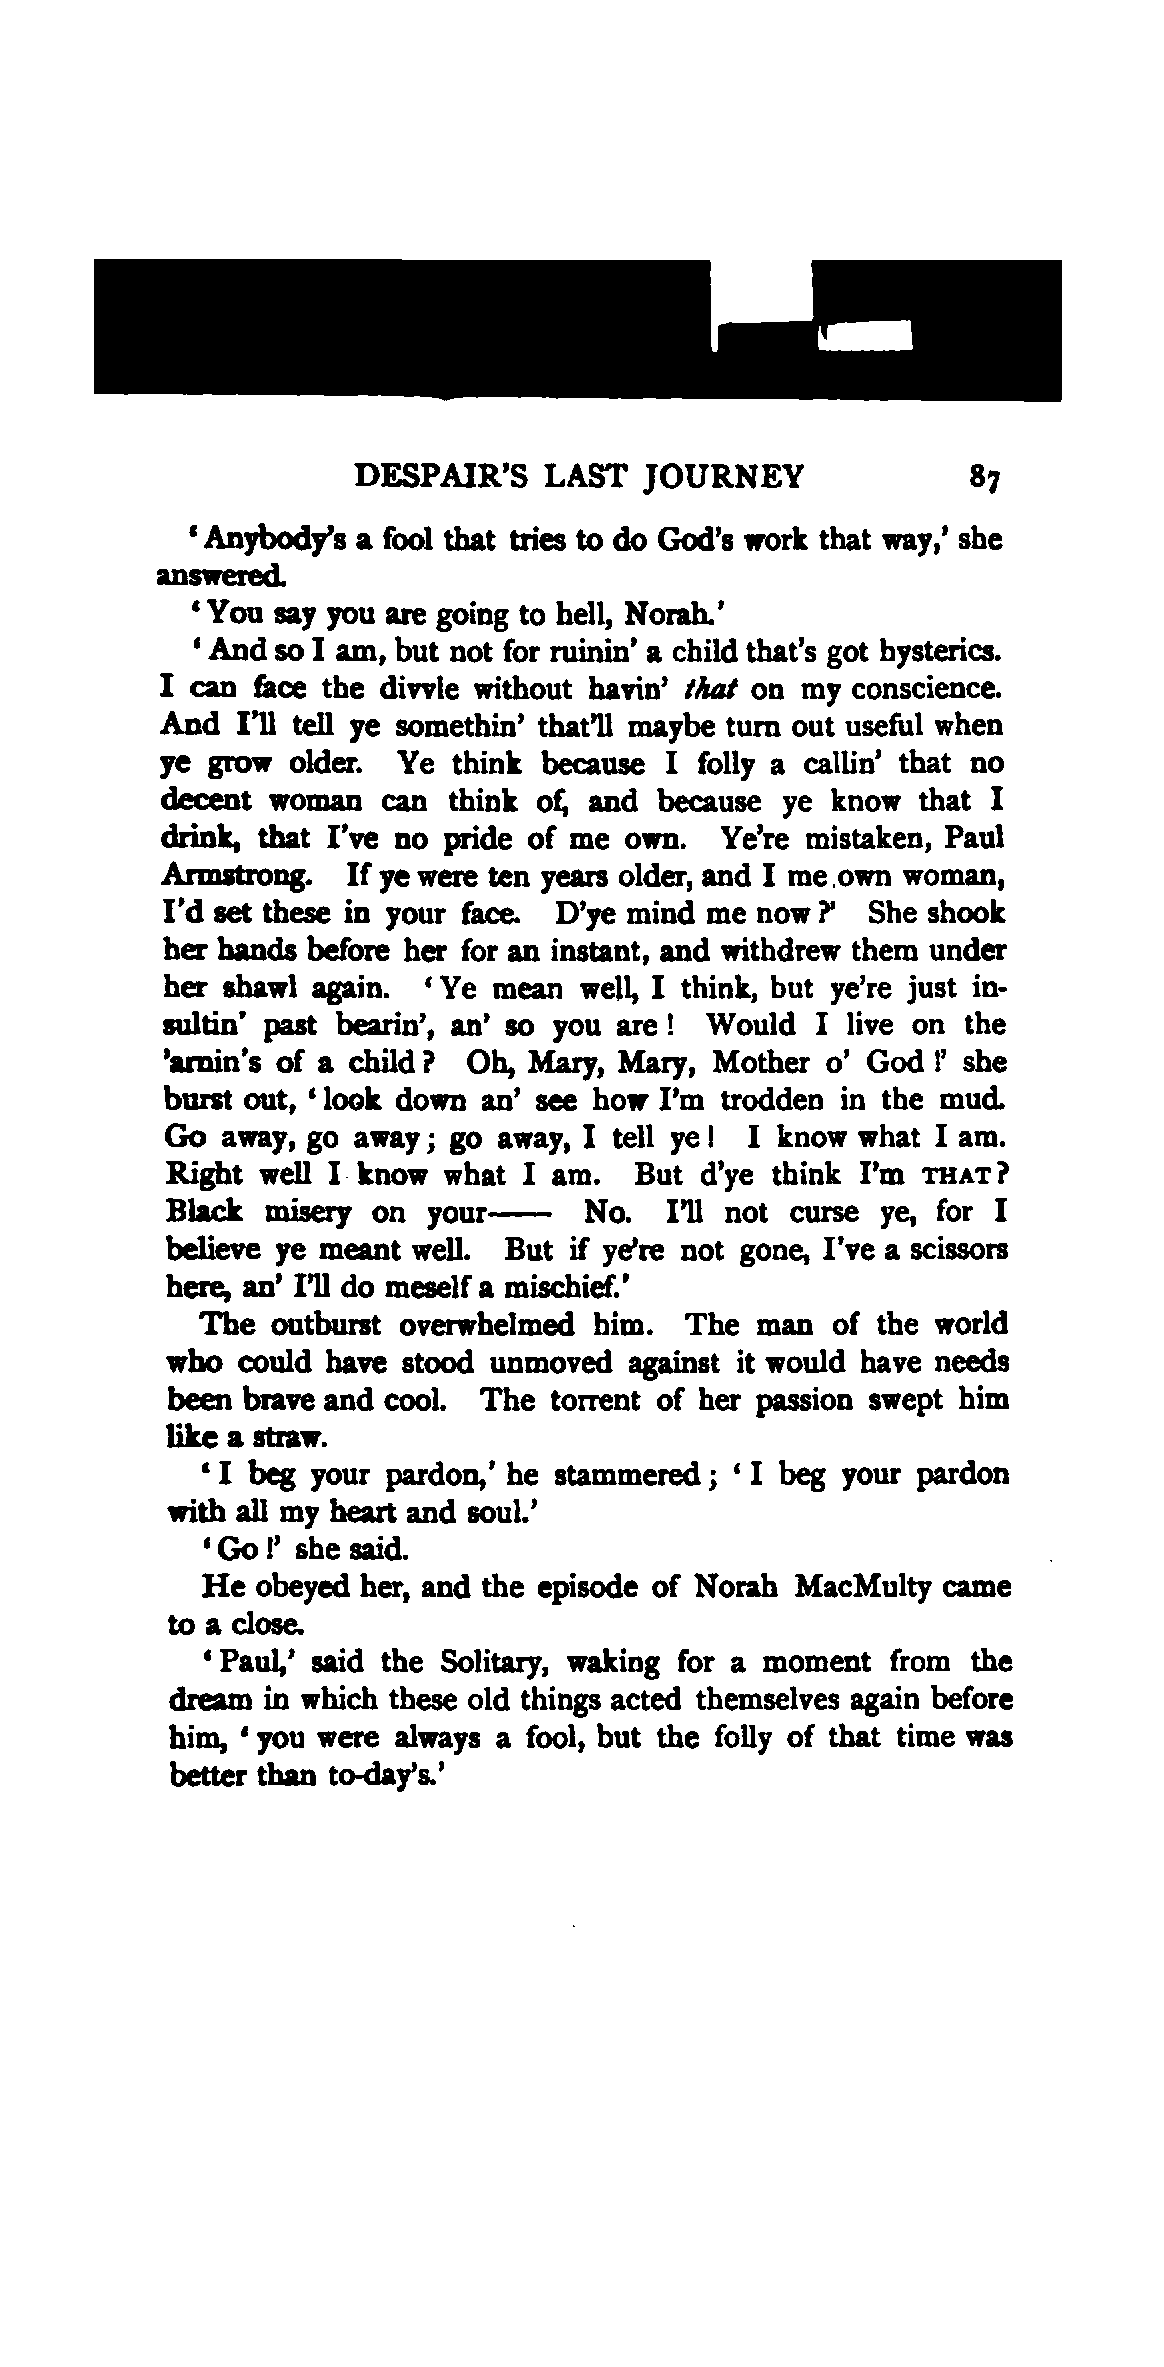 DESPAIR'S LAST JOURNEY 87
'Anybody's a fool that tries to do God's work that way,' she
answered.
'You say you are going to hell, Norah.'
'And so I am, but not for ruinin' a child that's got hysterics.
I can face the divvle without havin' that on my conscience.
And I'll tell ye somethin' that'll maybe turn out useful when
ye grow older. Ye think because I folly a callin' that no
decent woman can think of, and because ye know that I
drink, that I've no pride of me own. Ye're mistaken, Paul
Armstrong. If ye were ten years older, and I me own woman,
I'd set these in your face. D'ye mind me now?' She shook
her hands before her for an instant, and withdrew them under
her shawl again. 'Ye mean well, I think, but ye're just in-
sultin' past bearin', an' so you are! Would I live on the
'arnin's of a child? Oh, Mary, Mary, Mother o' God!' she
burst out, 'look down an' see how I'm trodden in the mud.
Go away, go away; go away, I tell ye! I know what I am.
Right well I know what I am. But d'ye think I'm THAT?
Black misery on your—— No. I'll not curse ye, for I
believe ye meant well. But if ye're not gone, I've a scissors
here, an' I'll do meself a mischief.'
The outburst overwhelmed him. The man of the world
who could have stood unmoved against it would have needs
been brave and cool. The torrent of her passion swept him
like a straw.
'I beg your pardon,' he stammered; 'I beg your pardon
with all my heart and soul.'
'Go!' she said.
He obeyed her, and the episode of Norah MacMulty came
to a close.
'Paul,' said the Solitary, waking for a moment from the
dream in which these old things acted themselves again before
him, 'you were always a fool, but the folly of that time was
better than to-day's.'